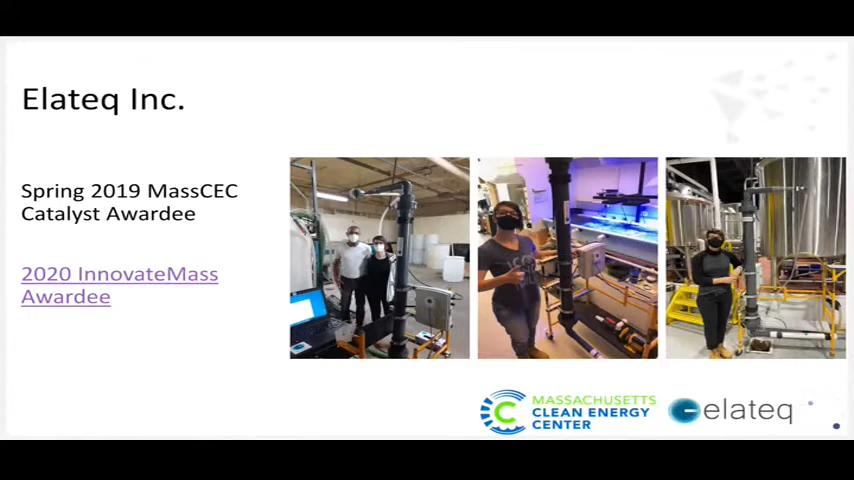 Elateq Inc.
Spring 2019 MassCEC
Catalyst Awardee
2020 InnovateMass
Awardee
MASSACHUSETTS
CLEAN ENERGY
CENTER
elateq